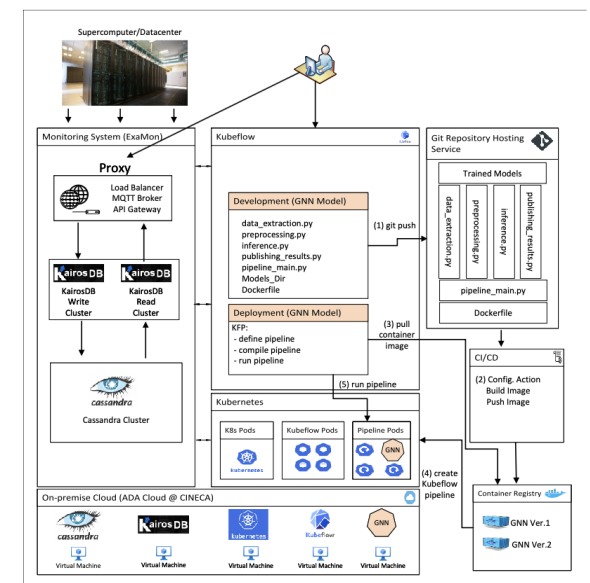 Supercomputer/Datacenter
Monitoring System (ExaMon)
Proxy
Load Balancer
MQTT Broker
API Gateway
KairosDB
KairosDB
KairosDB
Write
Cluster
KairosDB
Read
Cluster
cassandra
Cassandra Cluster
Kubeflow
Development (GNN Model)
data_extraction.py
preprocessing.py
inference.py
publishing_results.py
pipeline_main.py
Models_Dir
Dockerfile
Deployment (GNN Model)
KFP:
- define pipeline
- compile pipeline
- run pipeline
(1) git push
(3) pull
container
image
(5) run pipeline
Git Repository Hosting
Service
Trained Models
data_extraction.py
preprocessing.py
inference.py
publishing_results.py
pipeline_main.py
Dockerfile
CI/CD
(2) Config. Action
Build Image
Push Image
Kubernetes
K8s Pods
kubernetes
Kubeflow Pods
Pipeline Pods
GNN
(4) create
Kubeflow
pipeline
Container Registry
GNN Ver.1
GNN Ver.2
On-premise Cloud (ADA Cloud @ CINECA)
cassandra
KairosDB
kubernetes
Kubeflow
GNN
Virtual Machine
Virtual Machine
Virtual Machine
Virtual Machine
Virtual Machine